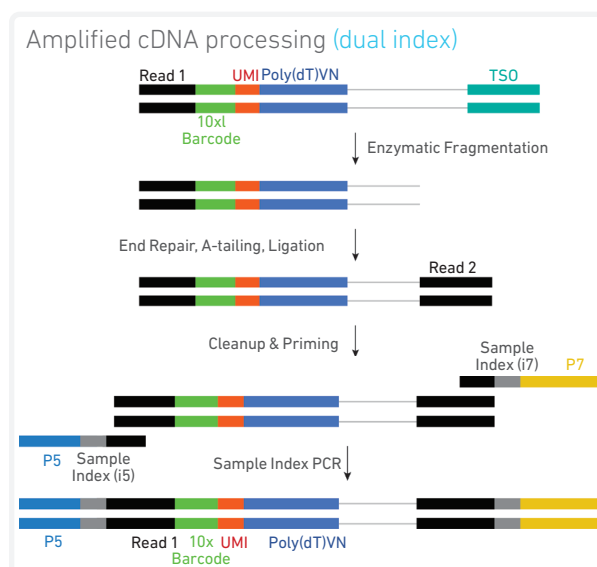 Amplified cDNA processing (dual index)
Read 1 UMI Poly(dT)VN TSO
10xl
Barcode
Enzymatic Fragmentation
End Repair, A-tailing, Ligation
Read 2
Cleanup & Priming
Sample
Index (i7) P7
P5 Sample
Index (i5)
Sample Index PCR
P5 Read 1 10x UMI Poly(dT)VN
Barcode